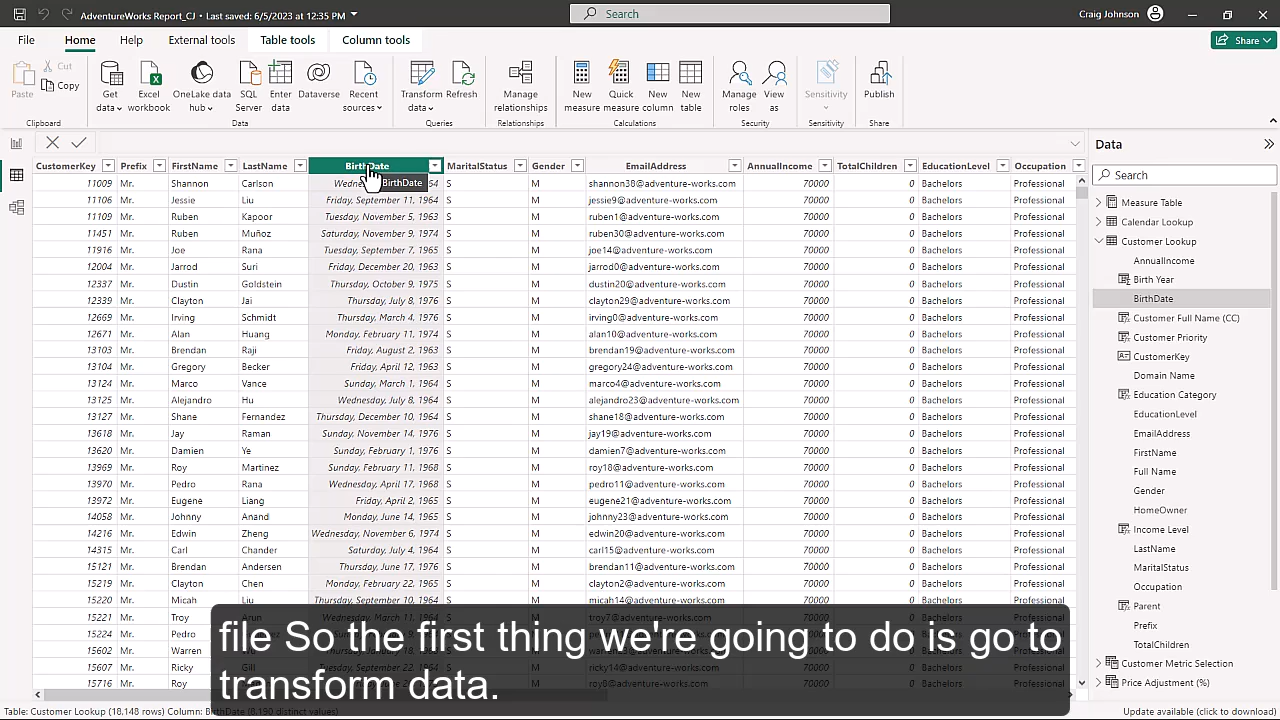 AdventureWorks Report_CJ • Last saved: 6/5/2023 at 12:35 PM
Search
Craig Johnson
File Home Help External tools Table tools Column tools
Share
Paste
Cut
Copy
Get data
Excel workbook
OneLake data hub
SQL Server
Enter data
Dataverse
Recent sources
Transform data
Refresh
Manage relationships
New measure
Quick measure
New column
New table
Manage roles
View as
Sensitivity
Publish
Clipboard Data Queries Relationships Calculations Security Sensitivity Share
CustomerKey Prefix FirstName LastName BirthDate MaritalStatus Gender EmailAddress AnnualIncome TotalChildren EducationLevel Occupation
BirthDate
11009 Mr. Shannon Carlson S M shannon38@adventure-works.com 70000 0 Bachelors Professional
11106 Mr. Jessie Liu Friday, September 11, 1964 S M jessie9@adventure-works.com 70000 0 Bachelors Professional
11109 Mr. Ruben Kapoor Tuesday, November 5, 1963 S M ruben1@adventure-works.com 70000 0 Bachelors Professional
11451 Mr. Ruben Muñoz Saturday, November 9, 1974 S M ruben30@adventure-works.com 70000 0 Bachelors Professional
11916 Mr. Joe Rana Tuesday, September 7, 1965 S M joe14@adventure-works.com 70000 0 Bachelors Professional
12004 Mr. Jarrod Suri Friday, December 20, 1963 S M jarrod0@adventure-works.com 70000 0 Bachelors Professional
12337 Mr. Dustin Goldstein Thursday, October 9, 1975 S M dustin20@adventure-works.com 70000 0 Bachelors Professional
12339 Mr. Clayton Jai Thursday, July 8, 1976 S M clayton29@adventure-works.com 70000 0 Bachelors Professional
12669 Mr. Irving Schmidt Thursday, March 4, 1976 S M irving0@adventure-works.com 70000 0 Bachelors Professional
12671 Mr. Alan Huang Monday, February 11, 1974 S M alan10@adventure-works.com 70000 0 Bachelors Professional
13103 Mr. Brendan Raji Friday, August 2, 1963 S M brendan19@adventure-works.com 70000 0 Bachelors Professional
13104 Mr. Gregory Becker Friday, April 12, 1963 S M gregory24@adventure-works.com 70000 0 Bachelors Professional
13124 Mr. Marco Vance Sunday, March 1, 1964 S M marco4@adventure-works.com 70000 0 Bachelors Professional
13125 Mr. Alejandro Hu Wednesday, July 8, 1964 S M alejandro23@adventure-works.com 70000 0 Bachelors Professional
13127 Mr. Shane Fernandez Thursday, December 10, 1964 S M shane18@adventure-works.com 70000 0 Bachelors Professional
13618 Mr. Jay Raman Sunday, November 14, 1976 S M jay19@adventure-works.com 70000 0 Bachelors Professional
13620 Mr. Damien Ye Sunday, February 1, 1976 S M damien7@adventure-works.com 70000 0 Bachelors Professional
13969 Mr. Roy Martinez Sunday, February 11, 1968 S M roy18@adventure-works.com 70000 0 Bachelors Professional
13970 Mr. Pedro Rana Wednesday, April 17, 1968 S M pedro11@adventure-works.com 70000 0 Bachelors Professional
13972 Mr. Eugene Liang Friday, April 2, 1965 S M eugene21@adventure-works.com 70000 0 Bachelors Professional
14058 Mr. Johnny Anand Monday, June 14, 1965 S M johnny23@adventure-works.com 70000 0 Bachelors Professional
14216 Mr. Edwin Zheng Wednesday, November 6, 1974 S M edwin20@adventure-works.com 70000 0 Bachelors Professional
14315 Mr. Carl Chander Saturday, July 4, 1964 S M carl15@adventure-works.com 70000 0 Bachelors Professional
15121 Mr. Brendan Andersen Thursday, June 17, 1976 S M brendan11@adventure-works.com 70000 0 Bachelors Professional
15219 Mr. Clayton Chen Monday, February 22, 1965 S M clayton2@adventure-works.com 70000 0 Bachelors Professional
15220 Mr. Micah Liu Thursday, September 10, 1964 S M micah14@adventure-works.com 70000 0 Bachelors Professional
15221 Mr. Troy
15224 Mr. Pedro
15602 Mr. Warren
15607 Mr. Ricky
15718 Mr. Allen
file So the first thing we're going to do is go to
transform data.
Data
Search
Measure Table
Calendar Lookup
Customer Lookup
AnnualIncome
Birth Year
BirthDate
Customer Full Name (CC)
Customer Priority
CustomerKey
Domain Name
Education Category
EducationLevel
EmailAddress
FirstName
Full Name
Gender
HomeOwner
Income Level
LastName
MaritalStatus
Occupation
Parent
Prefix
TotalChildren
Customer Metric Selection
Price Adjustment (%)
Table: Customer Lookup (18,148 rows) Column: BirthDate (8,190 distinct values)
Update available (click to download)